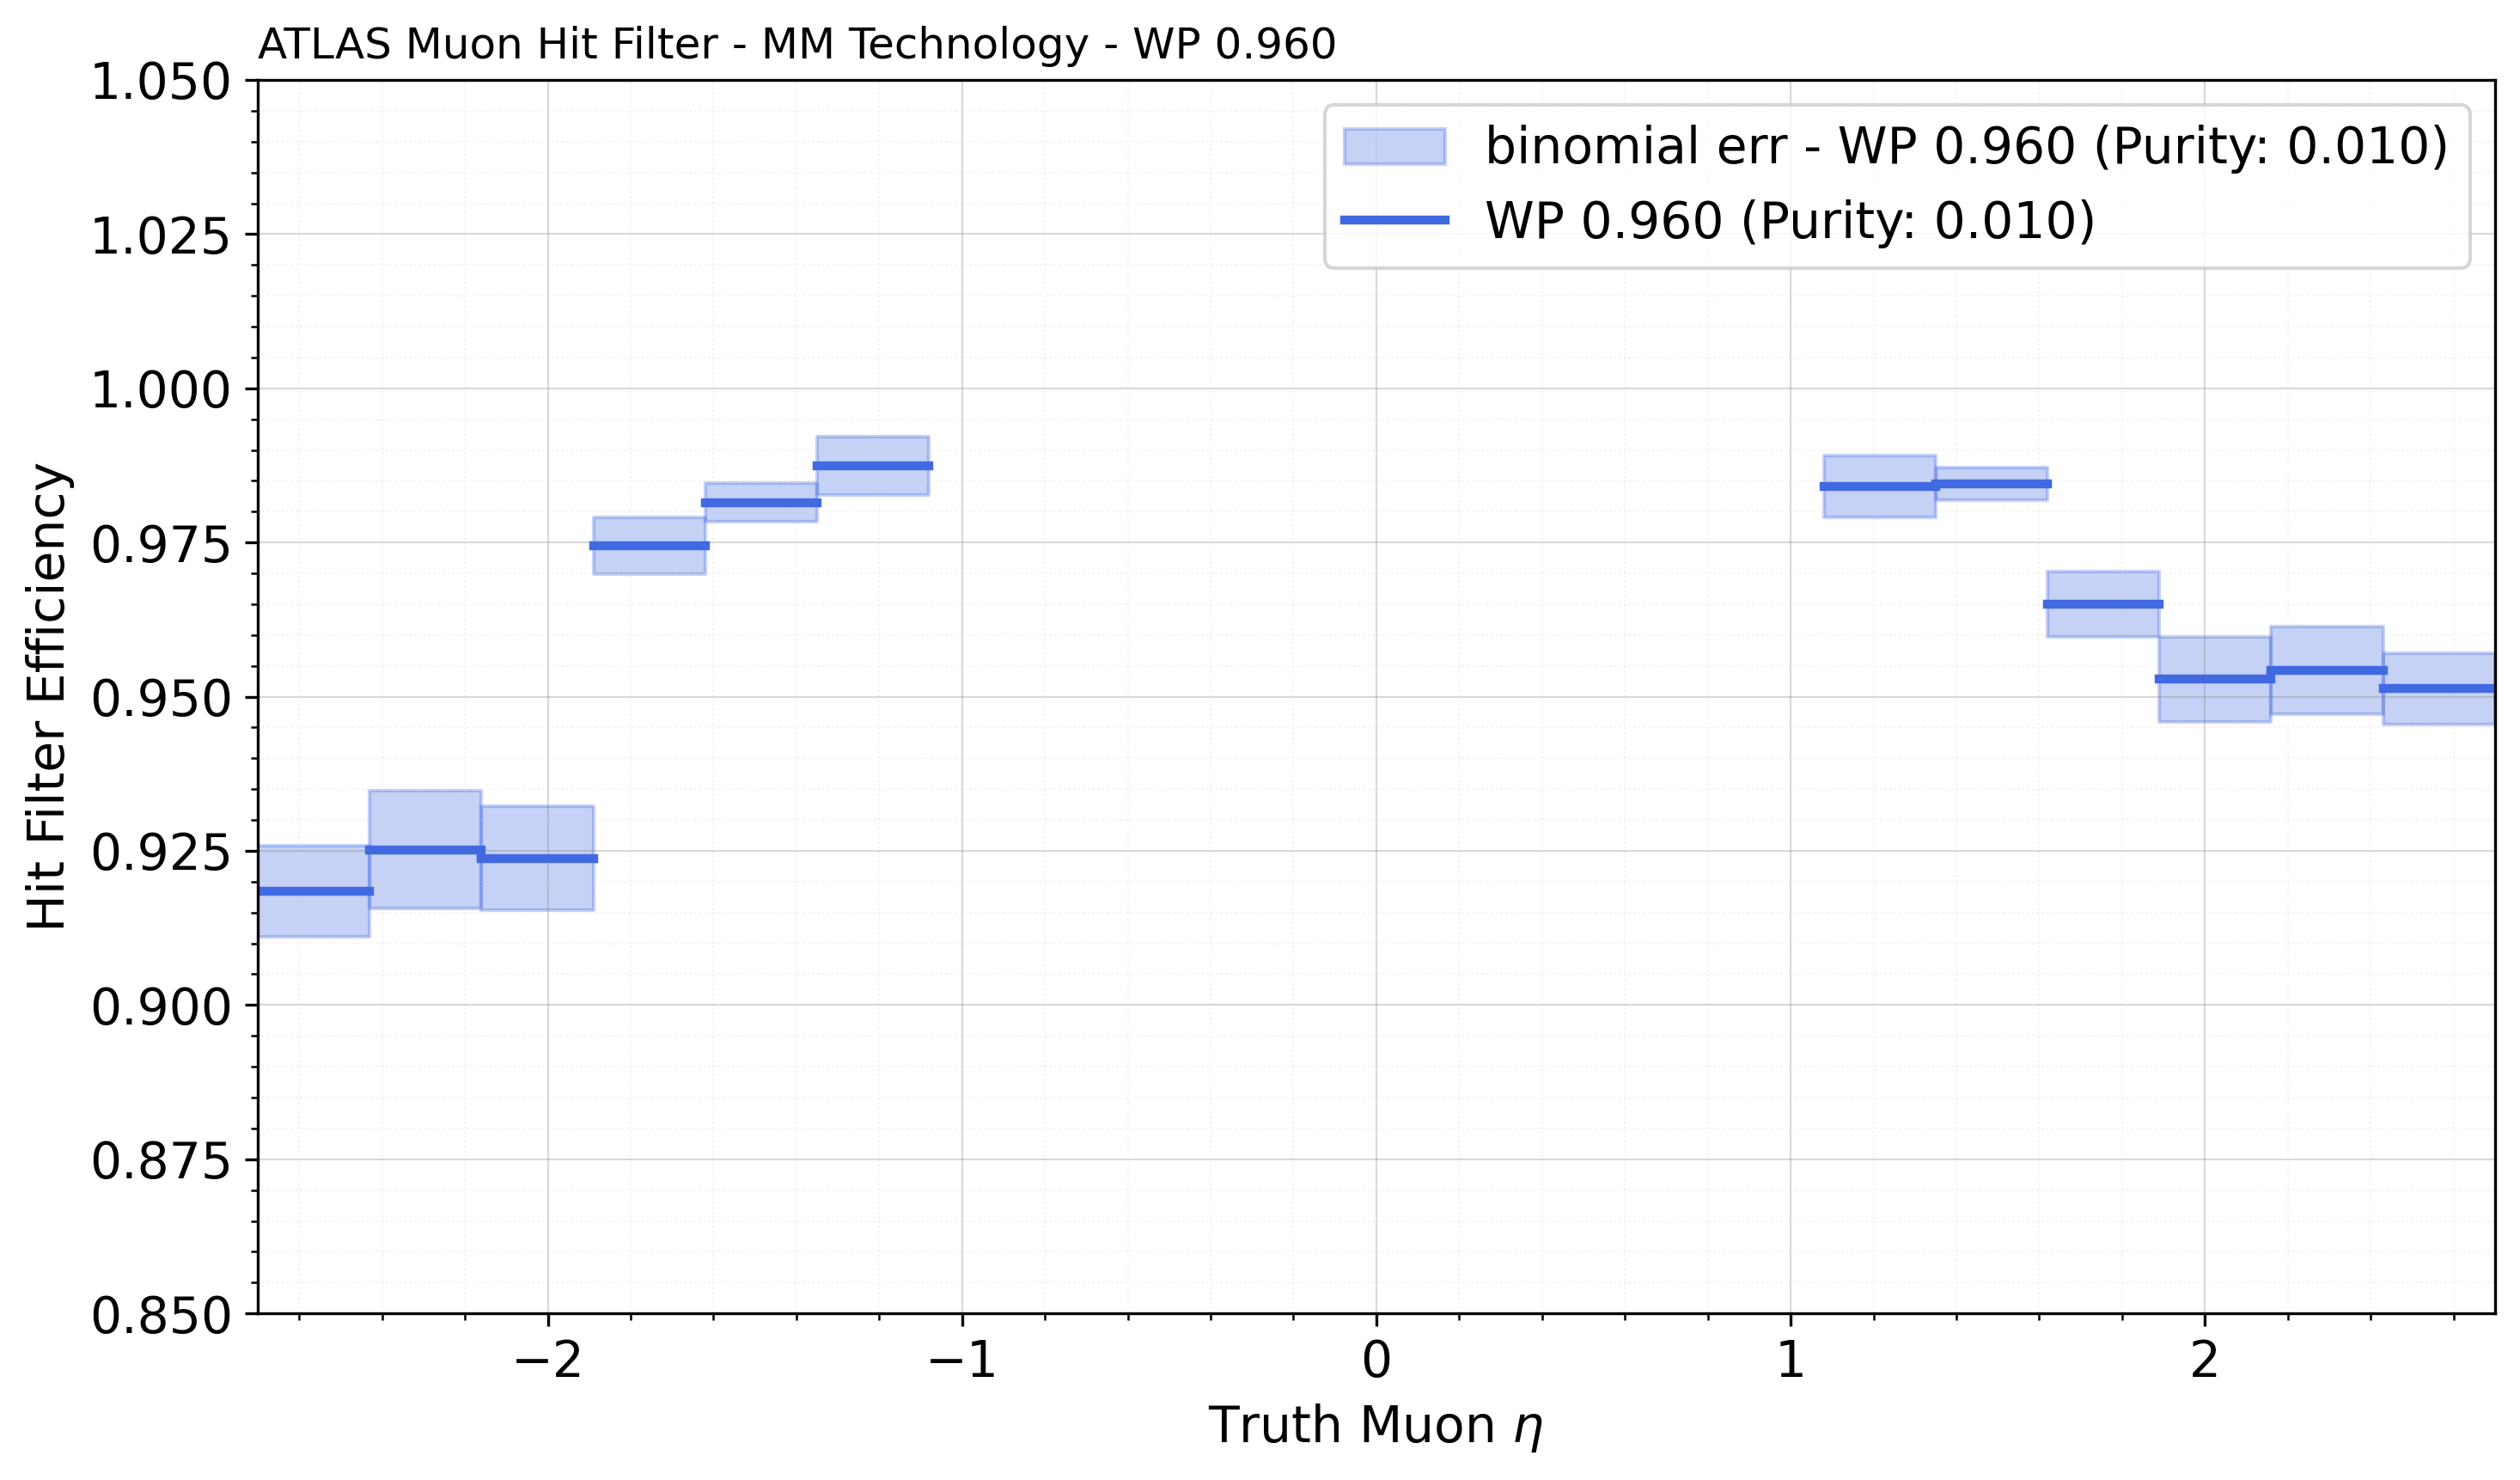 ATLAS Muon Hit Filter - MM Technology - WP 0.960
1.050
1.025
1.000
0.975
0.950
0.925
0.900
0.875
0.850
Hit Filter Efficiency
binomial err - WP 0.960 (Purity: 0.010)
WP 0.960 (Purity: 0.010)
−2
−1
0
1
2
Truth Muon η